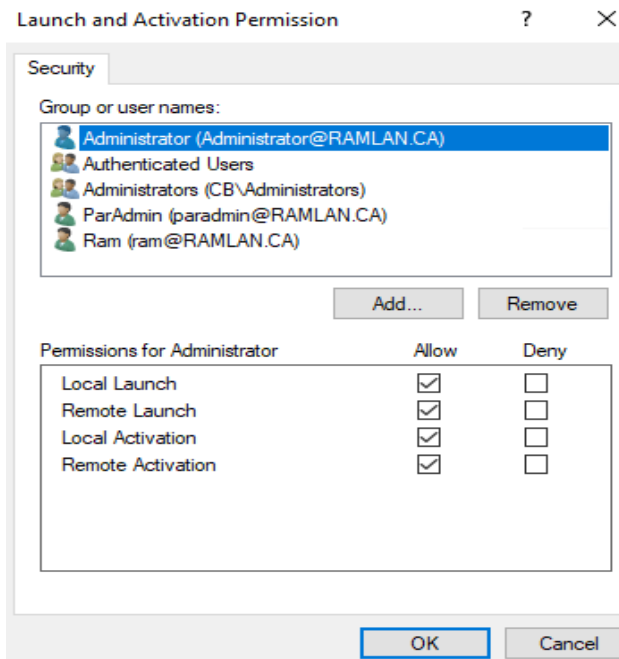 Launch and Activation Permission ? ×
Security
Group or user names:
Administrator (Administrator@RAMLAN.CA)
Authenticated Users
Administrators (CB\Administrators)
ParAdmin (paradmin@RAMLAN.CA)
Ram (ram@RAMLAN.CA)
Add... Remove
Permissions for Administrator Allow Deny
Local Launch
Remote Launch
Local Activation
Remote Activation
OK Cancel